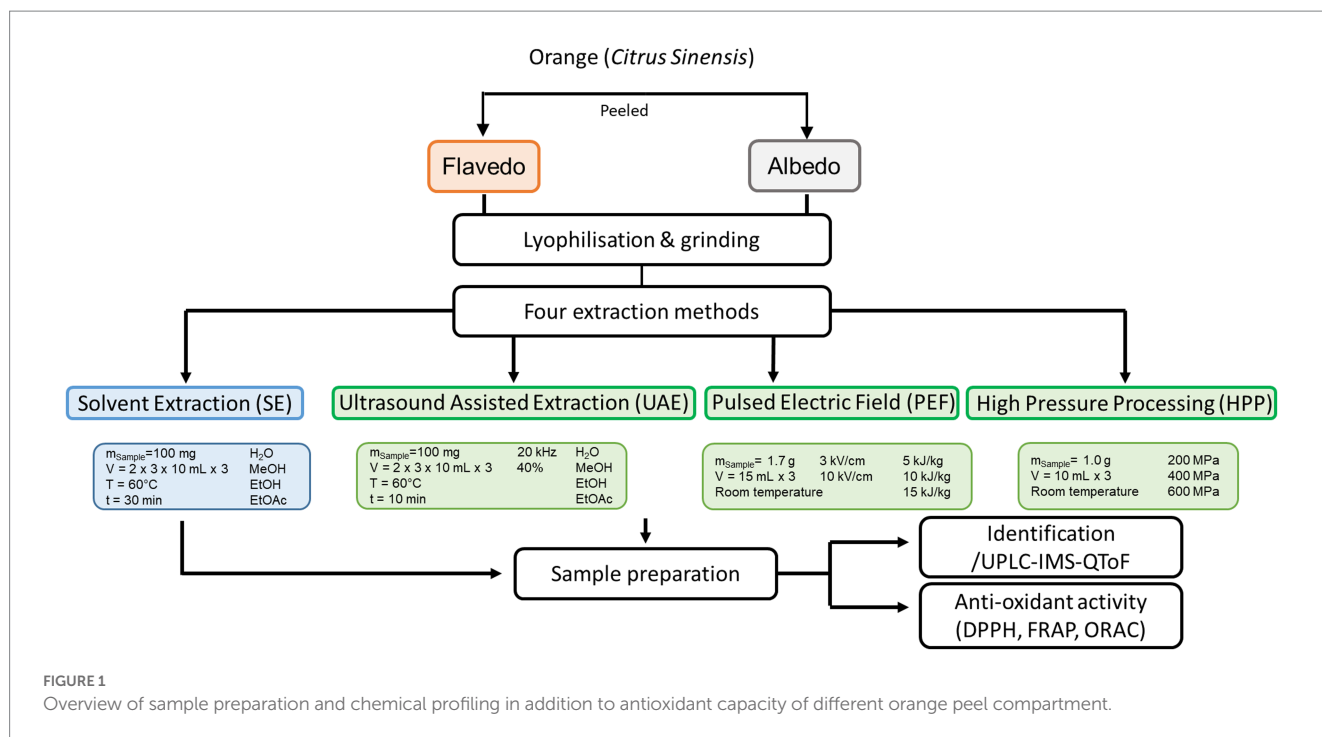 Orange (Citrus Sinensis)
Peeled
Flavedo
Albedo
Lyophilisation & grinding
Four extraction methods
Solvent Extraction (SE)
Ultrasound Assisted Extraction (UAE)
Pulsed Electric Field (PEF)
High Pressure Processing (HPP)
mSample=100 mg H2O
V = 2 x 3 x 10 mL x 3 MeOH
T = 60°C EtOH
t = 30 min EtOAc
mSample=100 mg 20 kHz H2O
V = 2 x 3 x 10 mL x 3 40% MeOH
T = 60°C EtOH
t = 10 min EtOAc
mSample= 1.7 g 3 kV/cm 5 kJ/kg
V = 15 mL x 3 10 kV/cm 10 kJ/kg
Room temperature 15 kJ/kg
mSample= 1.0 g 200 MPa
V = 10 mL x 3 400 MPa
Room temperature 600 MPa
Sample preparation
Identification
/UPLC-IMS-QToF
Anti-oxidant activity
(DPPH, FRAP, ORAC)
FIGURE 1
Overview of sample preparation and chemical profiling in addition to antioxidant capacity of different orange peel compartment.